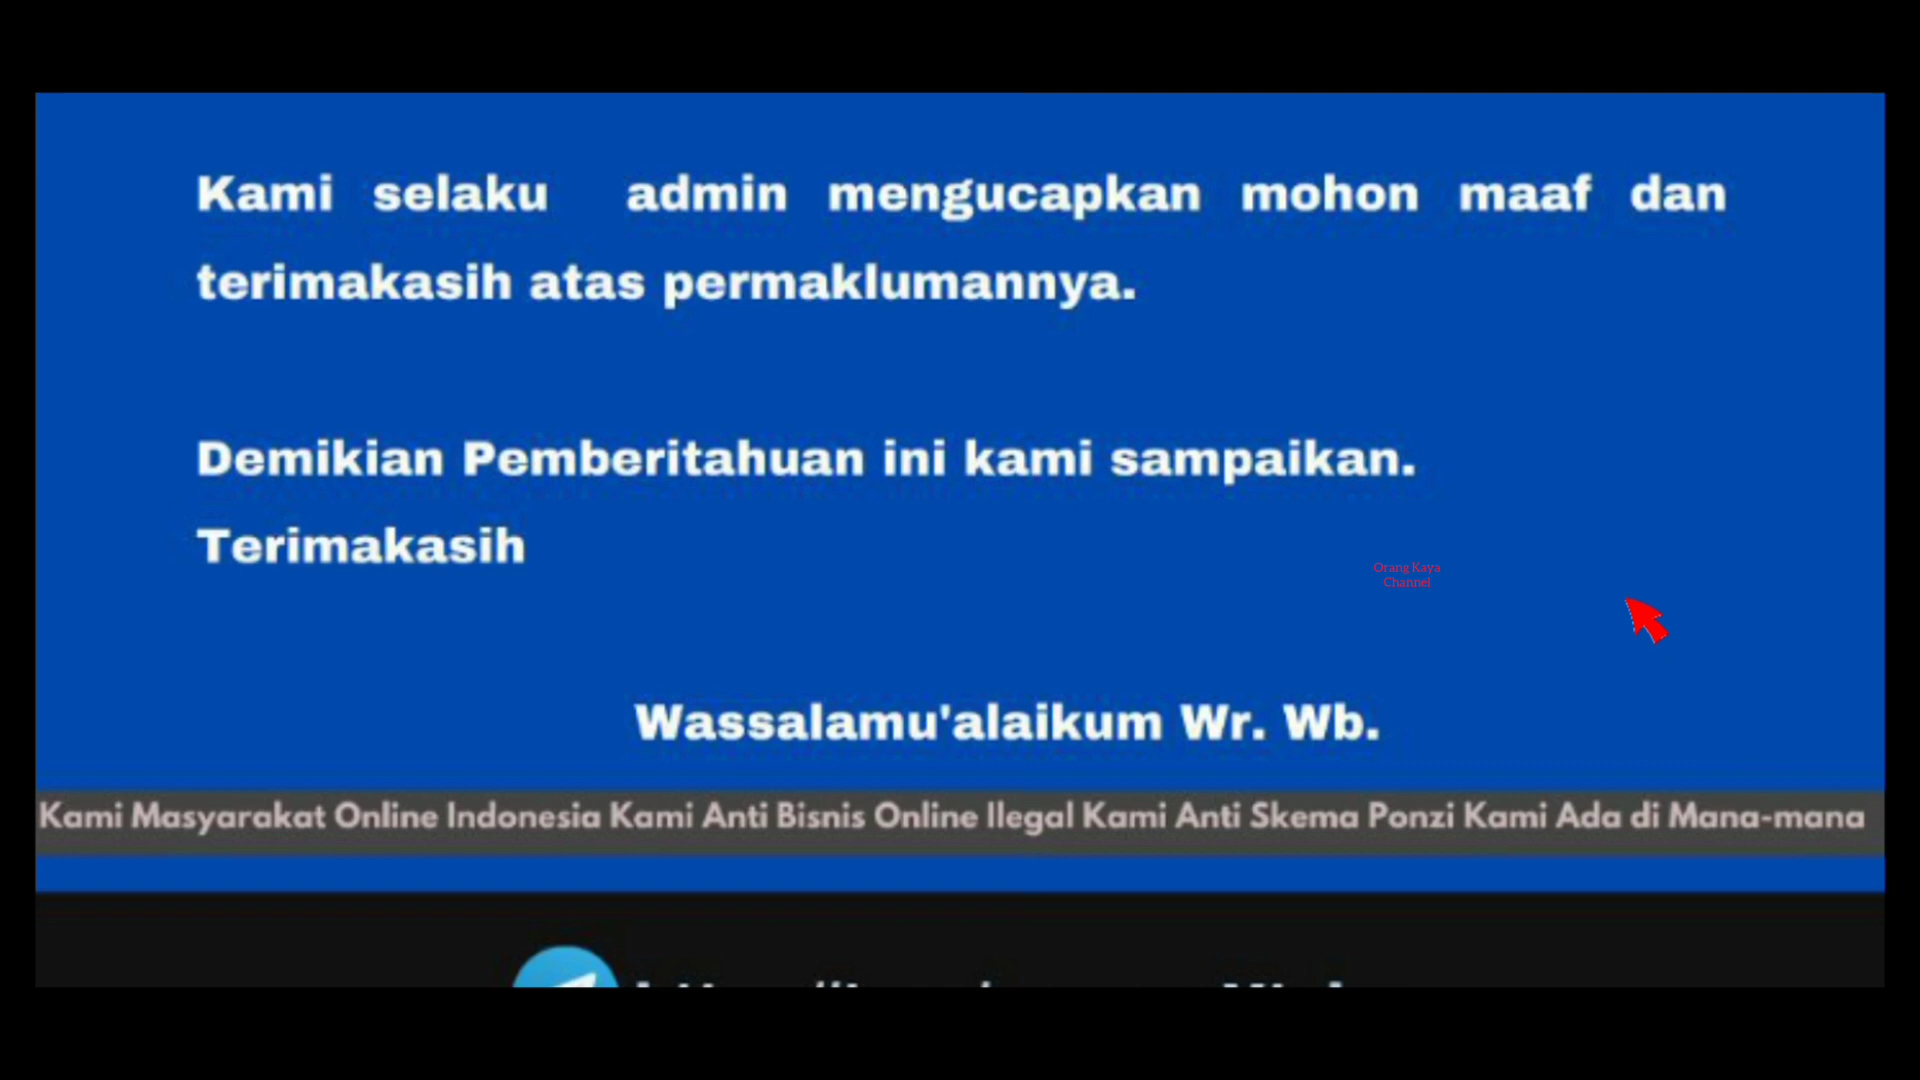 Kami selaku admin mengucapkan mohon maaf dan
terimakasih atas permaklumannya.
Demikian Pemberitahuan ini kami sampaikan.
Terimakasih
Orang Kaya
Channel
Wassalamu'alaikum Wr. Wb.
Kami Masyarakat Online Indonesia Kami Anti Bisnis Online Ilegal Kami Anti Skema Ponzi Kami Ada di Mana-mana